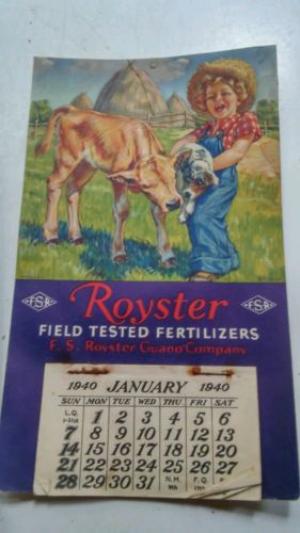 FSR FSR
Royster
FIELD TESTED FERTILIZERS
F. S. Royster Guano Company
1940 JANUARY 1940
SUN MON TUE WED THU FRI SAT
L.Q. 1 2 3 4 5 6
7 8 9 10 11 12 13
14 15 16 17 18 19 20
21 22 23 24 25 26 27
28 29 30 31 N.M. F.Q.
9th